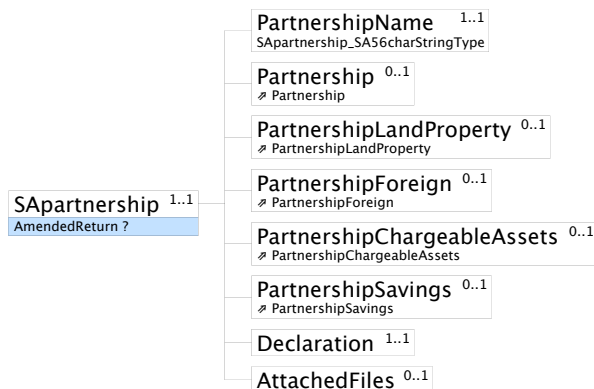 PartnershipName 1..1
SApartnership_SA56charStringType
Partnership 0..1
⇗ Partnership
PartnershipLandProperty 0..1
⇗ PartnershipLandProperty
SApartnership 1..1
AmendedReturn ?
PartnershipForeign 0..1
⇗ PartnershipForeign
PartnershipChargeableAssets 0..1
⇗ PartnershipChargeableAssets
PartnershipSavings 0..1
⇗ PartnershipSavings
Declaration 1..1
AttachedFiles 0..1